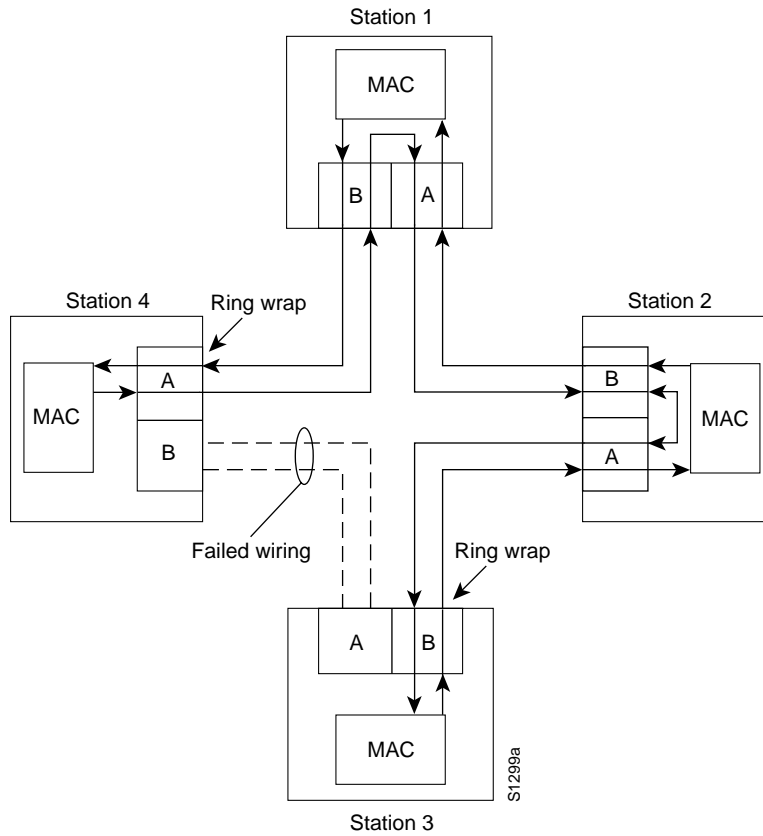 Station 1
MAC
B
A
Station 4
Ring wrap
Station 2
A
MAC
B
B
MAC
A
Failed wiring
Ring wrap
A
B
MAC
S1299a
Station 3